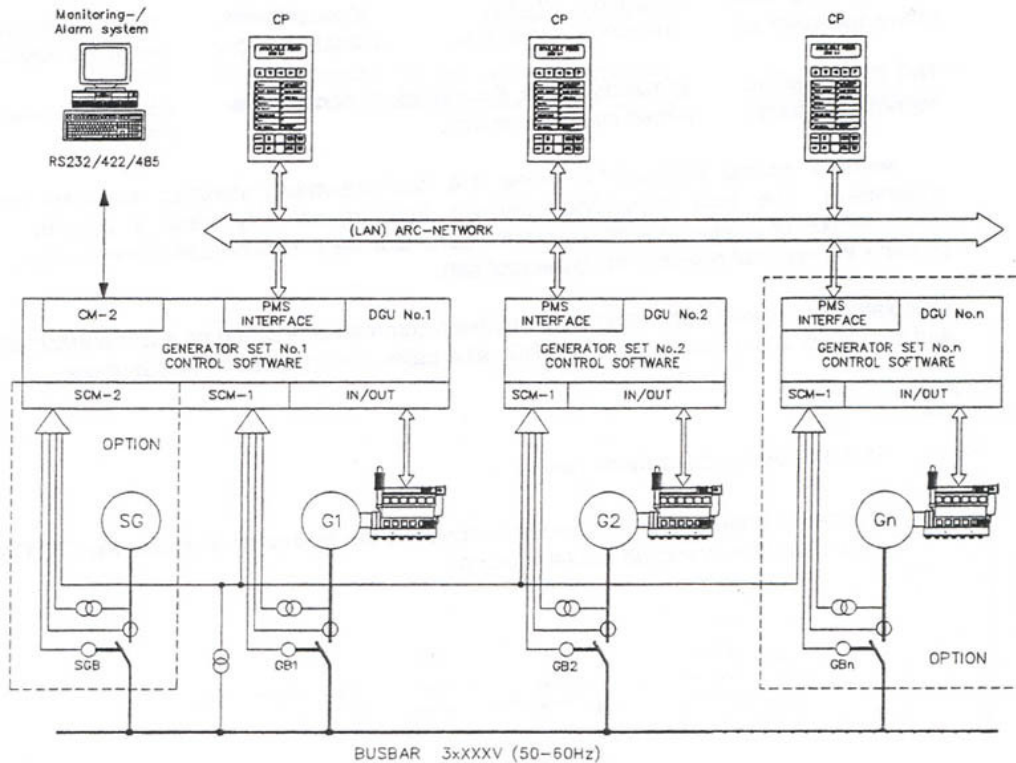 Monitoring-/
Alarm system
CP
CP
CP
RS232/422/485
(LAN) ARC-NETWORK
CM-2
PMS
INTERFACE
DGU No.1
GENERATOR SET No.1
CONTROL SOFTWARE
SCM-2
SCM-1
IN/OUT
PMS
INTERFACE
DGU No.2
GENERATOR SET No.2
CONTROL SOFTWARE
SCM-1
IN/OUT
PMS
INTERFACE
DGU No.n
GENERATOR SET No.n
CONTROL SOFTWARE
SCM-1
IN/OUT
OPTION
SG
G1
G2
Gn
SGB
GB1
GB2
GBn
OPTION
BUSBAR 3xXXXV (50-60Hz)